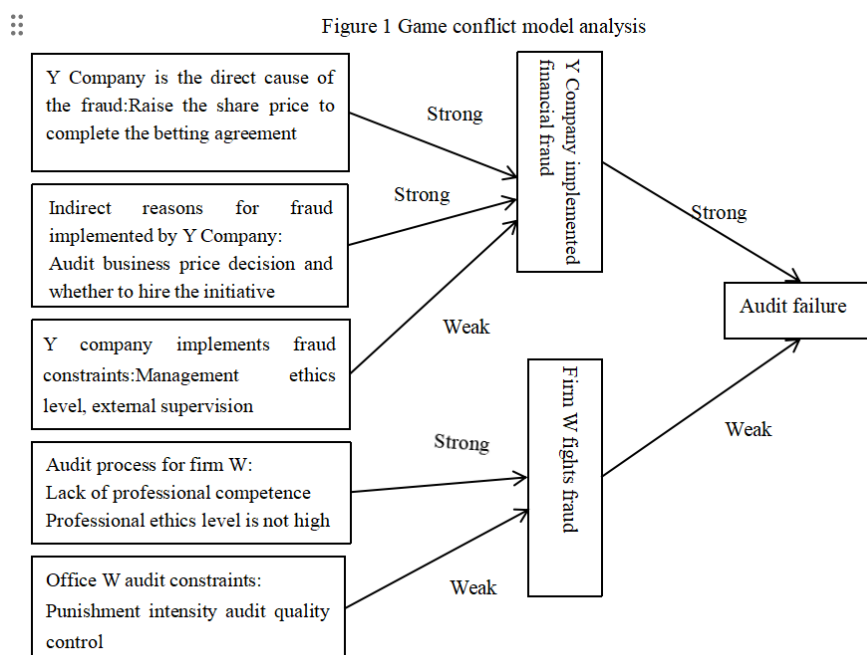 Figure 1 Game conflict model analysis
Y Company is the direct cause of
the fraud:Raise the share price to
complete the betting agreement
Strong
Y Company implemented
financial fraud
Indirect reasons for fraud
implemented by Y Company:
Audit business price decision and
whether to hire the initiative
Strong
Strong
Audit failure
Y company implements fraud
constraints:Management ethics
level, external supervision
Weak
Firm W fights fraud
Weak
Audit process for firm W:
Lack of professional competence
Professional ethics level is not high
Strong
Office W audit constraints:
Punishment intensity audit quality
control
Weak